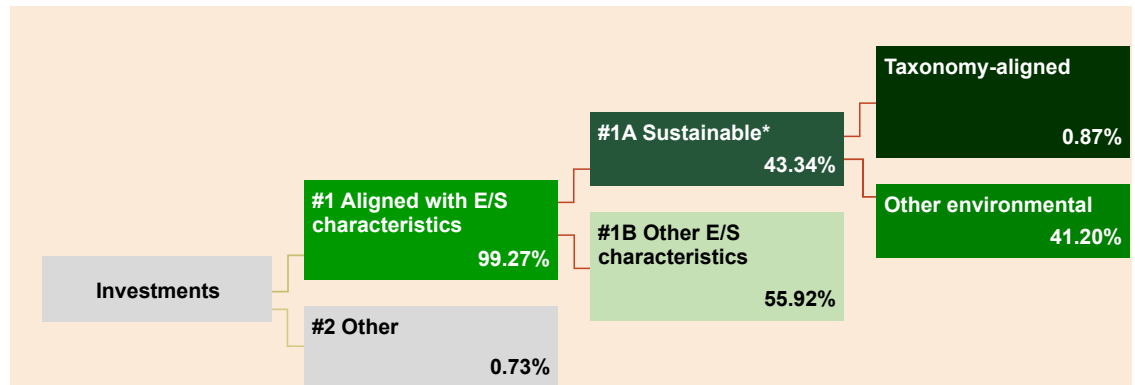 Investments
#1 Aligned with E/S
characteristics
99.27%
#2 Other
0.73%
#1A Sustainable*
43.34%
#1B Other E/S
characteristics
55.92%
Taxonomy-aligned
0.87%
Other environmental
41.20%